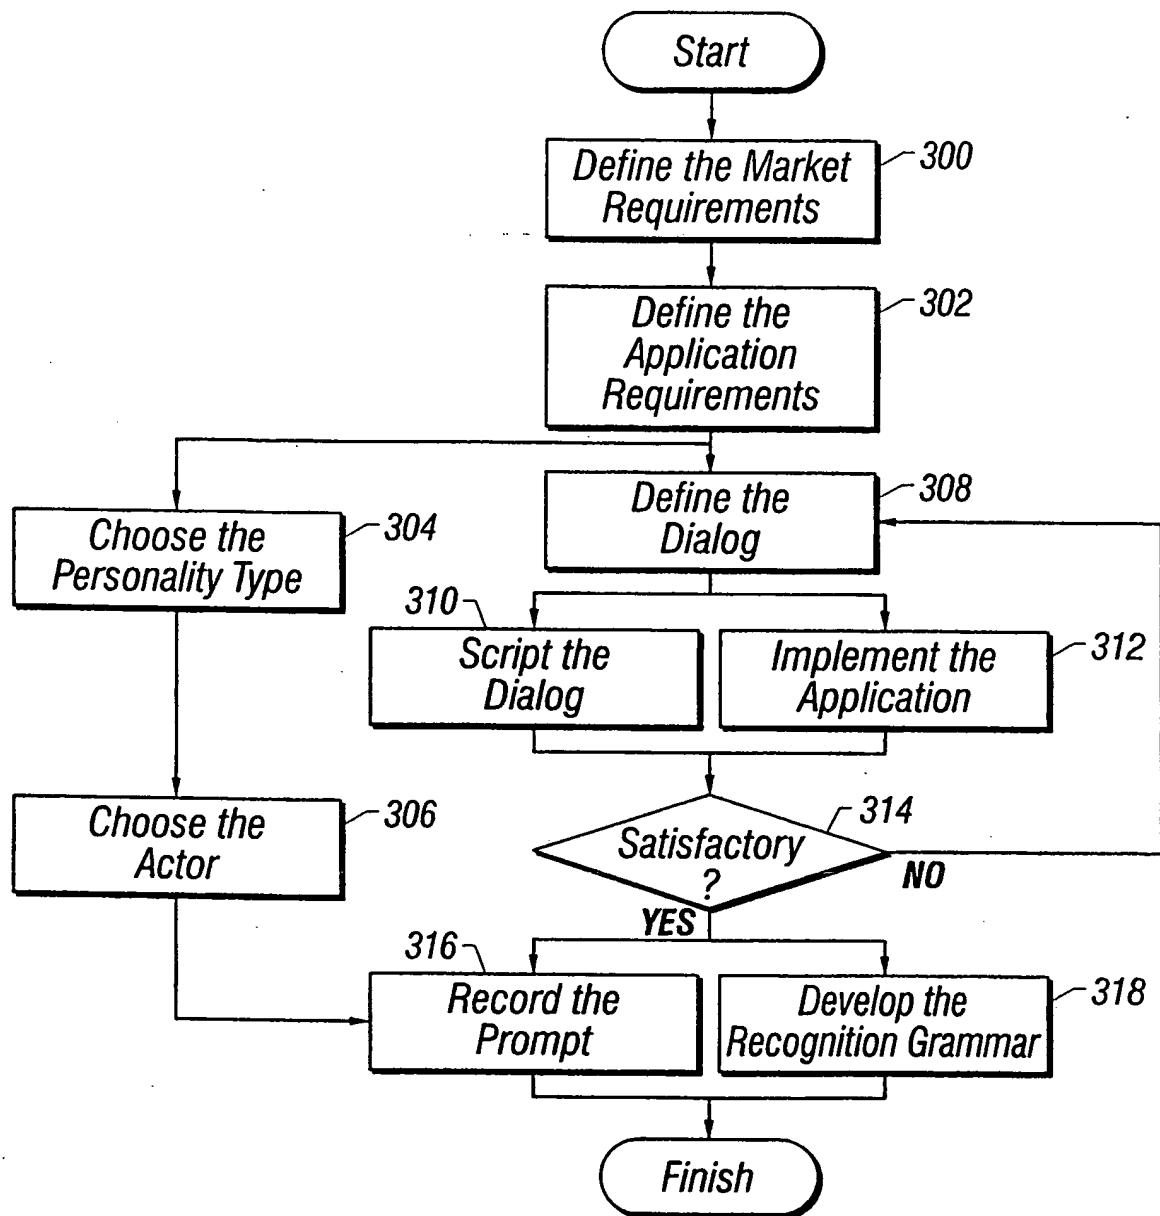 Start
Define the Market
Requirements
300
Define the
Application
Requirements
302
Define the
Dialog
308
Choose the
Personality Type
304
310
Script the
Dialog
Implement the
Application
312
Choose the
Actor
306
Satisfactory
?
314
NO
YES
316
Record the
Prompt
Develop the
Recognition Grammar
318
Finish